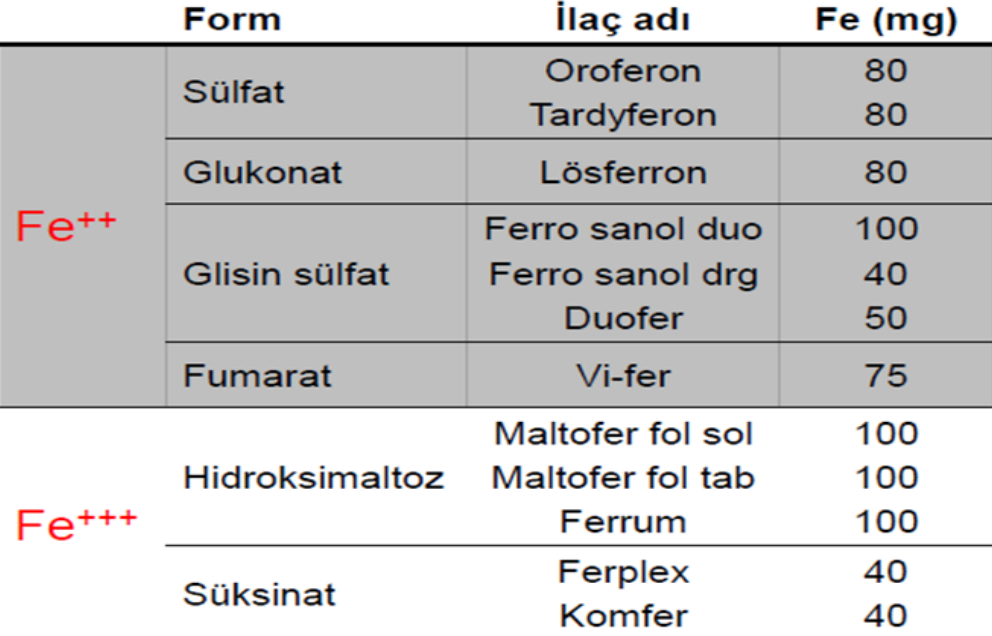 Form İlaç adı Fe (mg)
Fe++
Sülfat
Oroferon 80
Tardyferon 80
Glukonat Lösferron 80
Glisin sülfat
Ferro sanol duo 100
Ferro sanol drg 40
Duofer 50
Fumarat Vi-fer 75
Fe+++
Hidroksimaltoz
Maltofer fol sol 100
Maltofer fol tab 100
Ferrum 100
Süksinat
Ferplex 40
Komfer 40